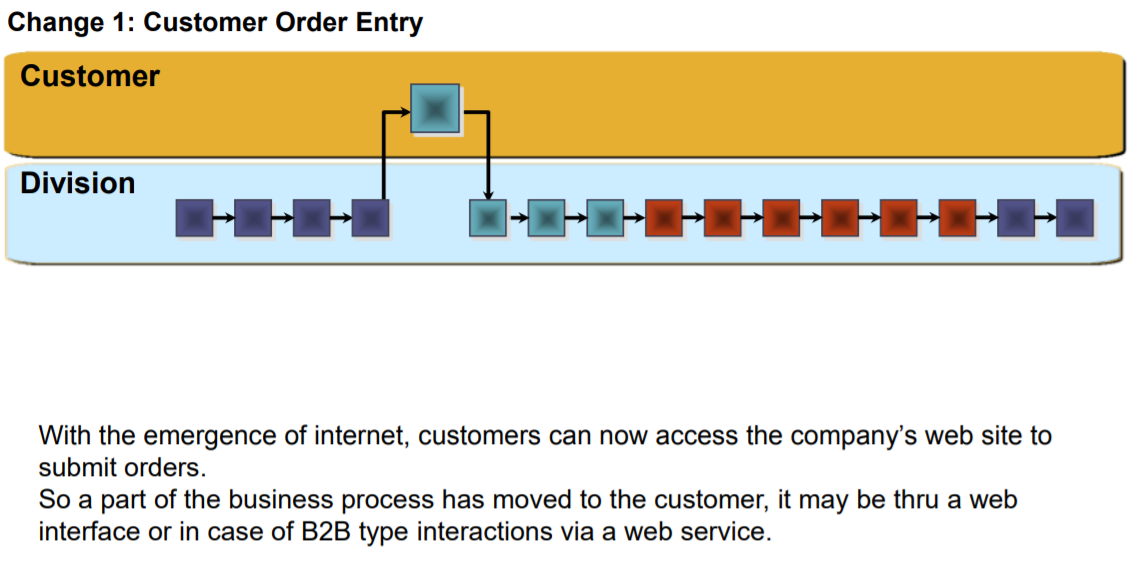 Change 1: Customer Order Entry
Customer
Division
With the emergence of internet, customers can now access the company’s web site to
submit orders.
So a part of the business process has moved to the customer, it may be thru a web
interface or in case of B2B type interactions via a web service.